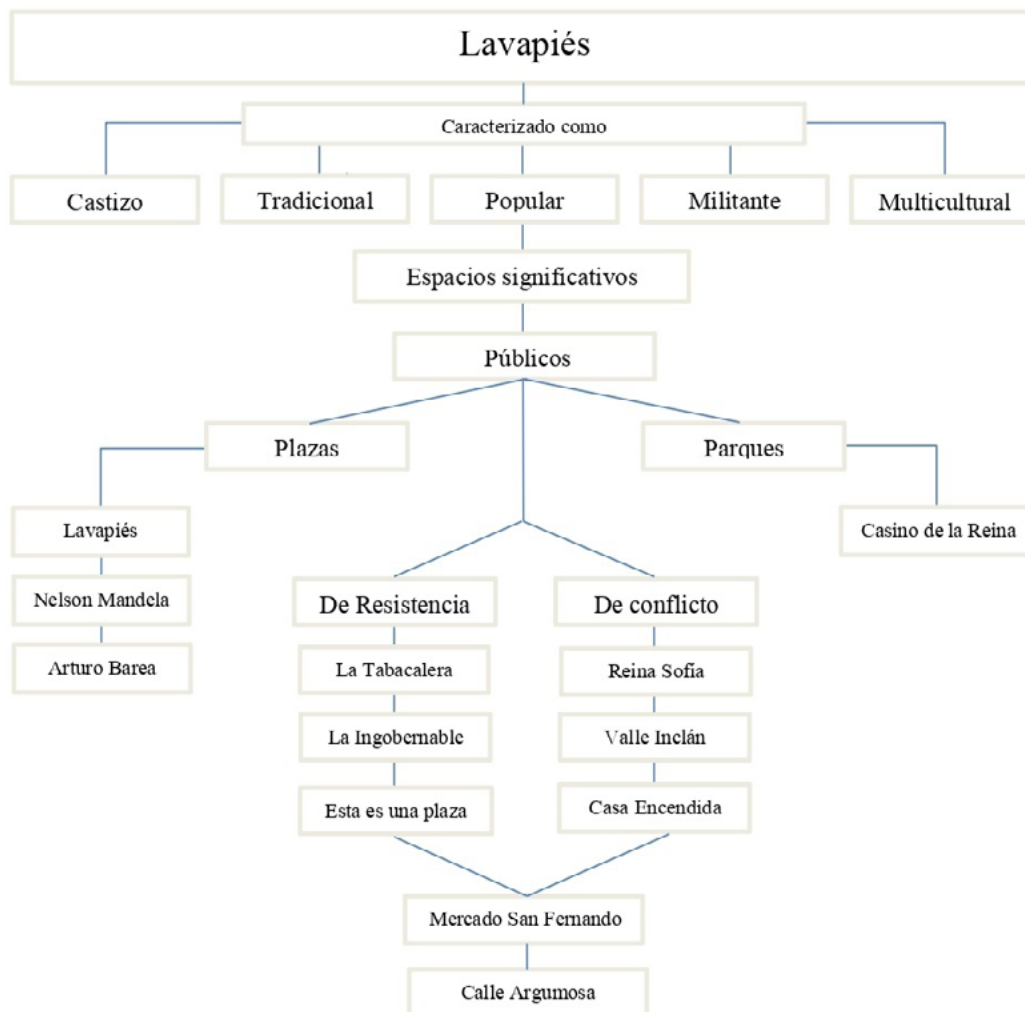 Lavapiés
Caracterizado como
Castizo
Tradicional
Popular
Militante
Multicultural
Espacios significativos
Públicos
Plazas
Parques
Lavapiés
Casino de la Reina
Nelson Mandela
Arturo Barea
De Resistencia
De conflicto
La Tabacalera
Reina Sofía
La Ingobernable
Valle Inclán
Esta es una plaza
Casa Encendida
Mercado San Fernando
Calle Argumosa